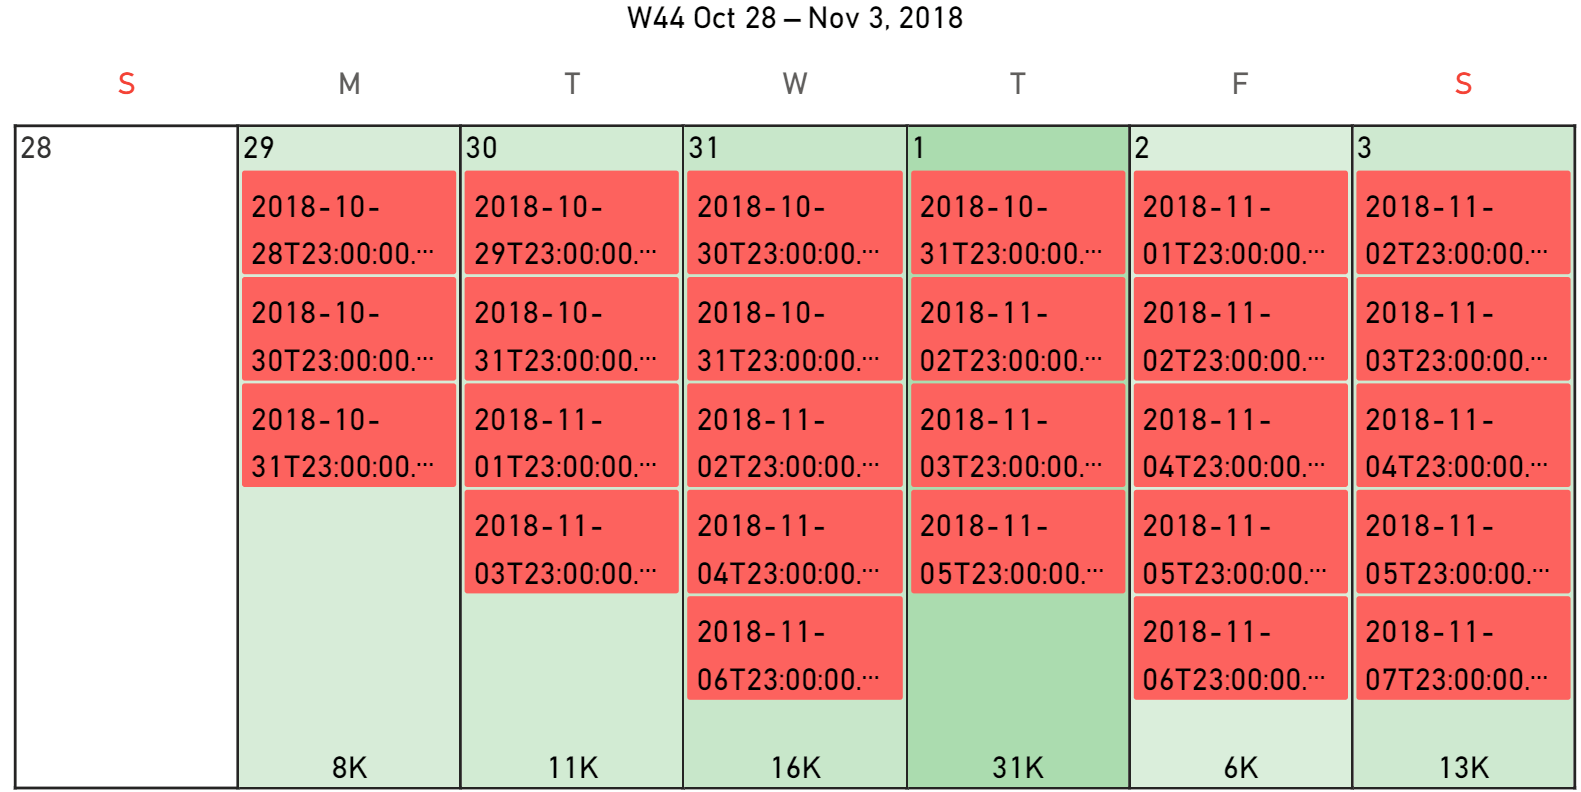 W44 Oct 28 – Nov 3, 2018
S M T W T F S
28
29
2018-10-
28T23:00:00.…
2018-10-
30T23:00:00.…
2018-10-
31T23:00:00.…
8K
30
2018-10-
29T23:00:00.…
2018-10-
31T23:00:00.…
2018-11-
01T23:00:00.…
2018-11-
03T23:00:00.…
11K
31
2018-10-
30T23:00:00.…
2018-10-
31T23:00:00.…
2018-11-
02T23:00:00.…
2018-11-
04T23:00:00.…
2018-11-
06T23:00:00.…
16K
1
2018-10-
31T23:00:00.…
2018-11-
02T23:00:00.…
2018-11-
03T23:00:00.…
2018-11-
05T23:00:00.…
31K
2
2018-11-
01T23:00:00.…
2018-11-
02T23:00:00.…
2018-11-
04T23:00:00.…
2018-11-
05T23:00:00.…
2018-11-
06T23:00:00.…
6K
3
2018-11-
02T23:00:00.…
2018-11-
03T23:00:00.…
2018-11-
04T23:00:00.…
2018-11-
05T23:00:00.…
2018-11-
07T23:00:00.…
13K